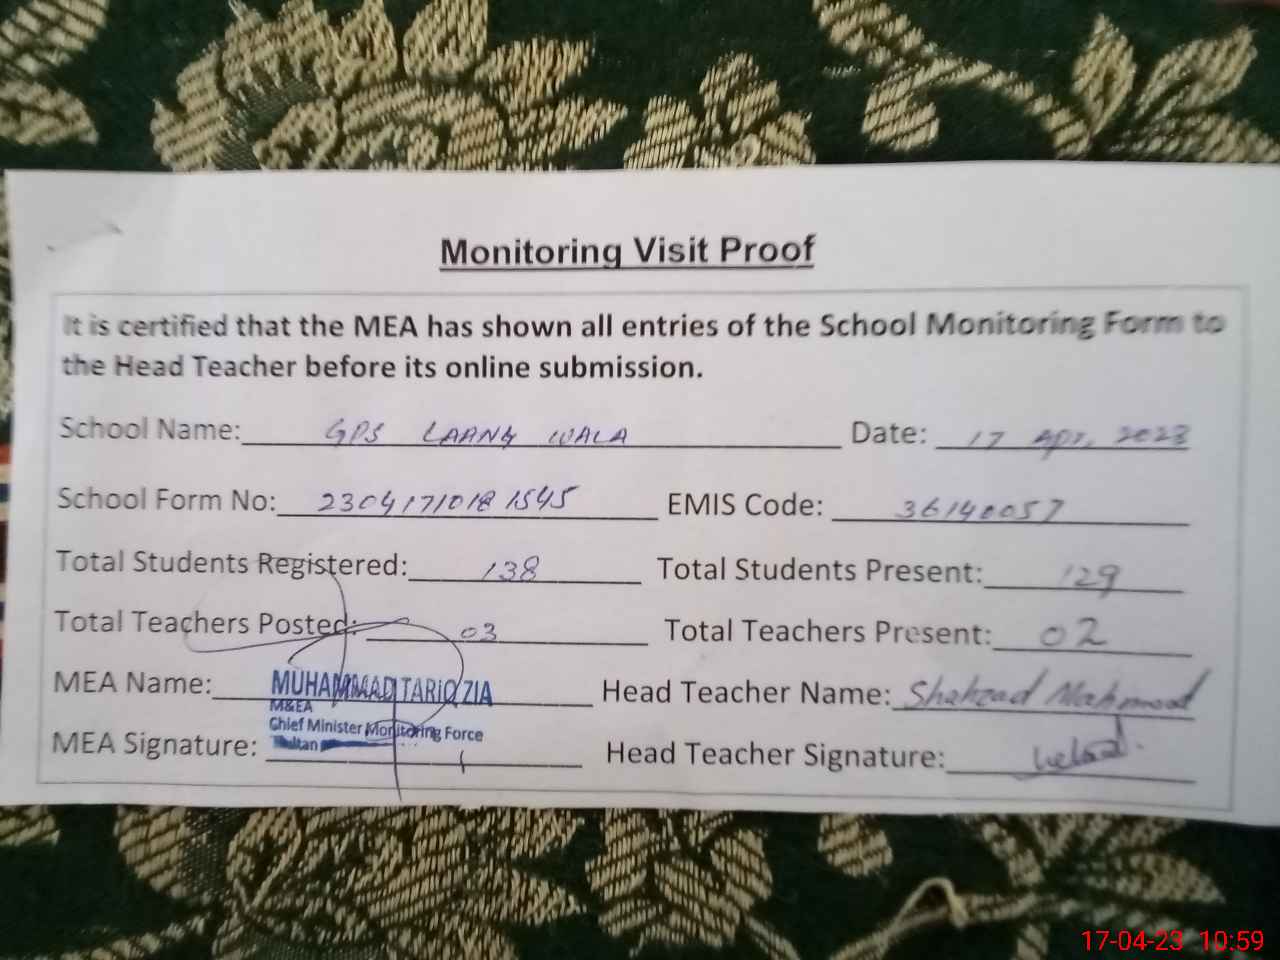 Monitoring Visit Proof
It is certified that the MEA has shown all entries of the School Monitoring Form to
the Head Teacher before its online submission.
School Name: GPS LAANG WALA Date: 17 Apr, 2023
School Form No: 23041710181545 EMIS Code: 36140057
Total Students Registered: 138 Total Students Present: 129
Total Teachers Posted: 03 Total Teachers Present: 02
MEA Name: MUHAMMAD TARIQ ZIA Head Teacher Name: Shahzad Mahmood
M&EA
Chief Minister Monitoring Force
MEA Signature: Multan Head Teacher Signature:
17-04-23 10:59